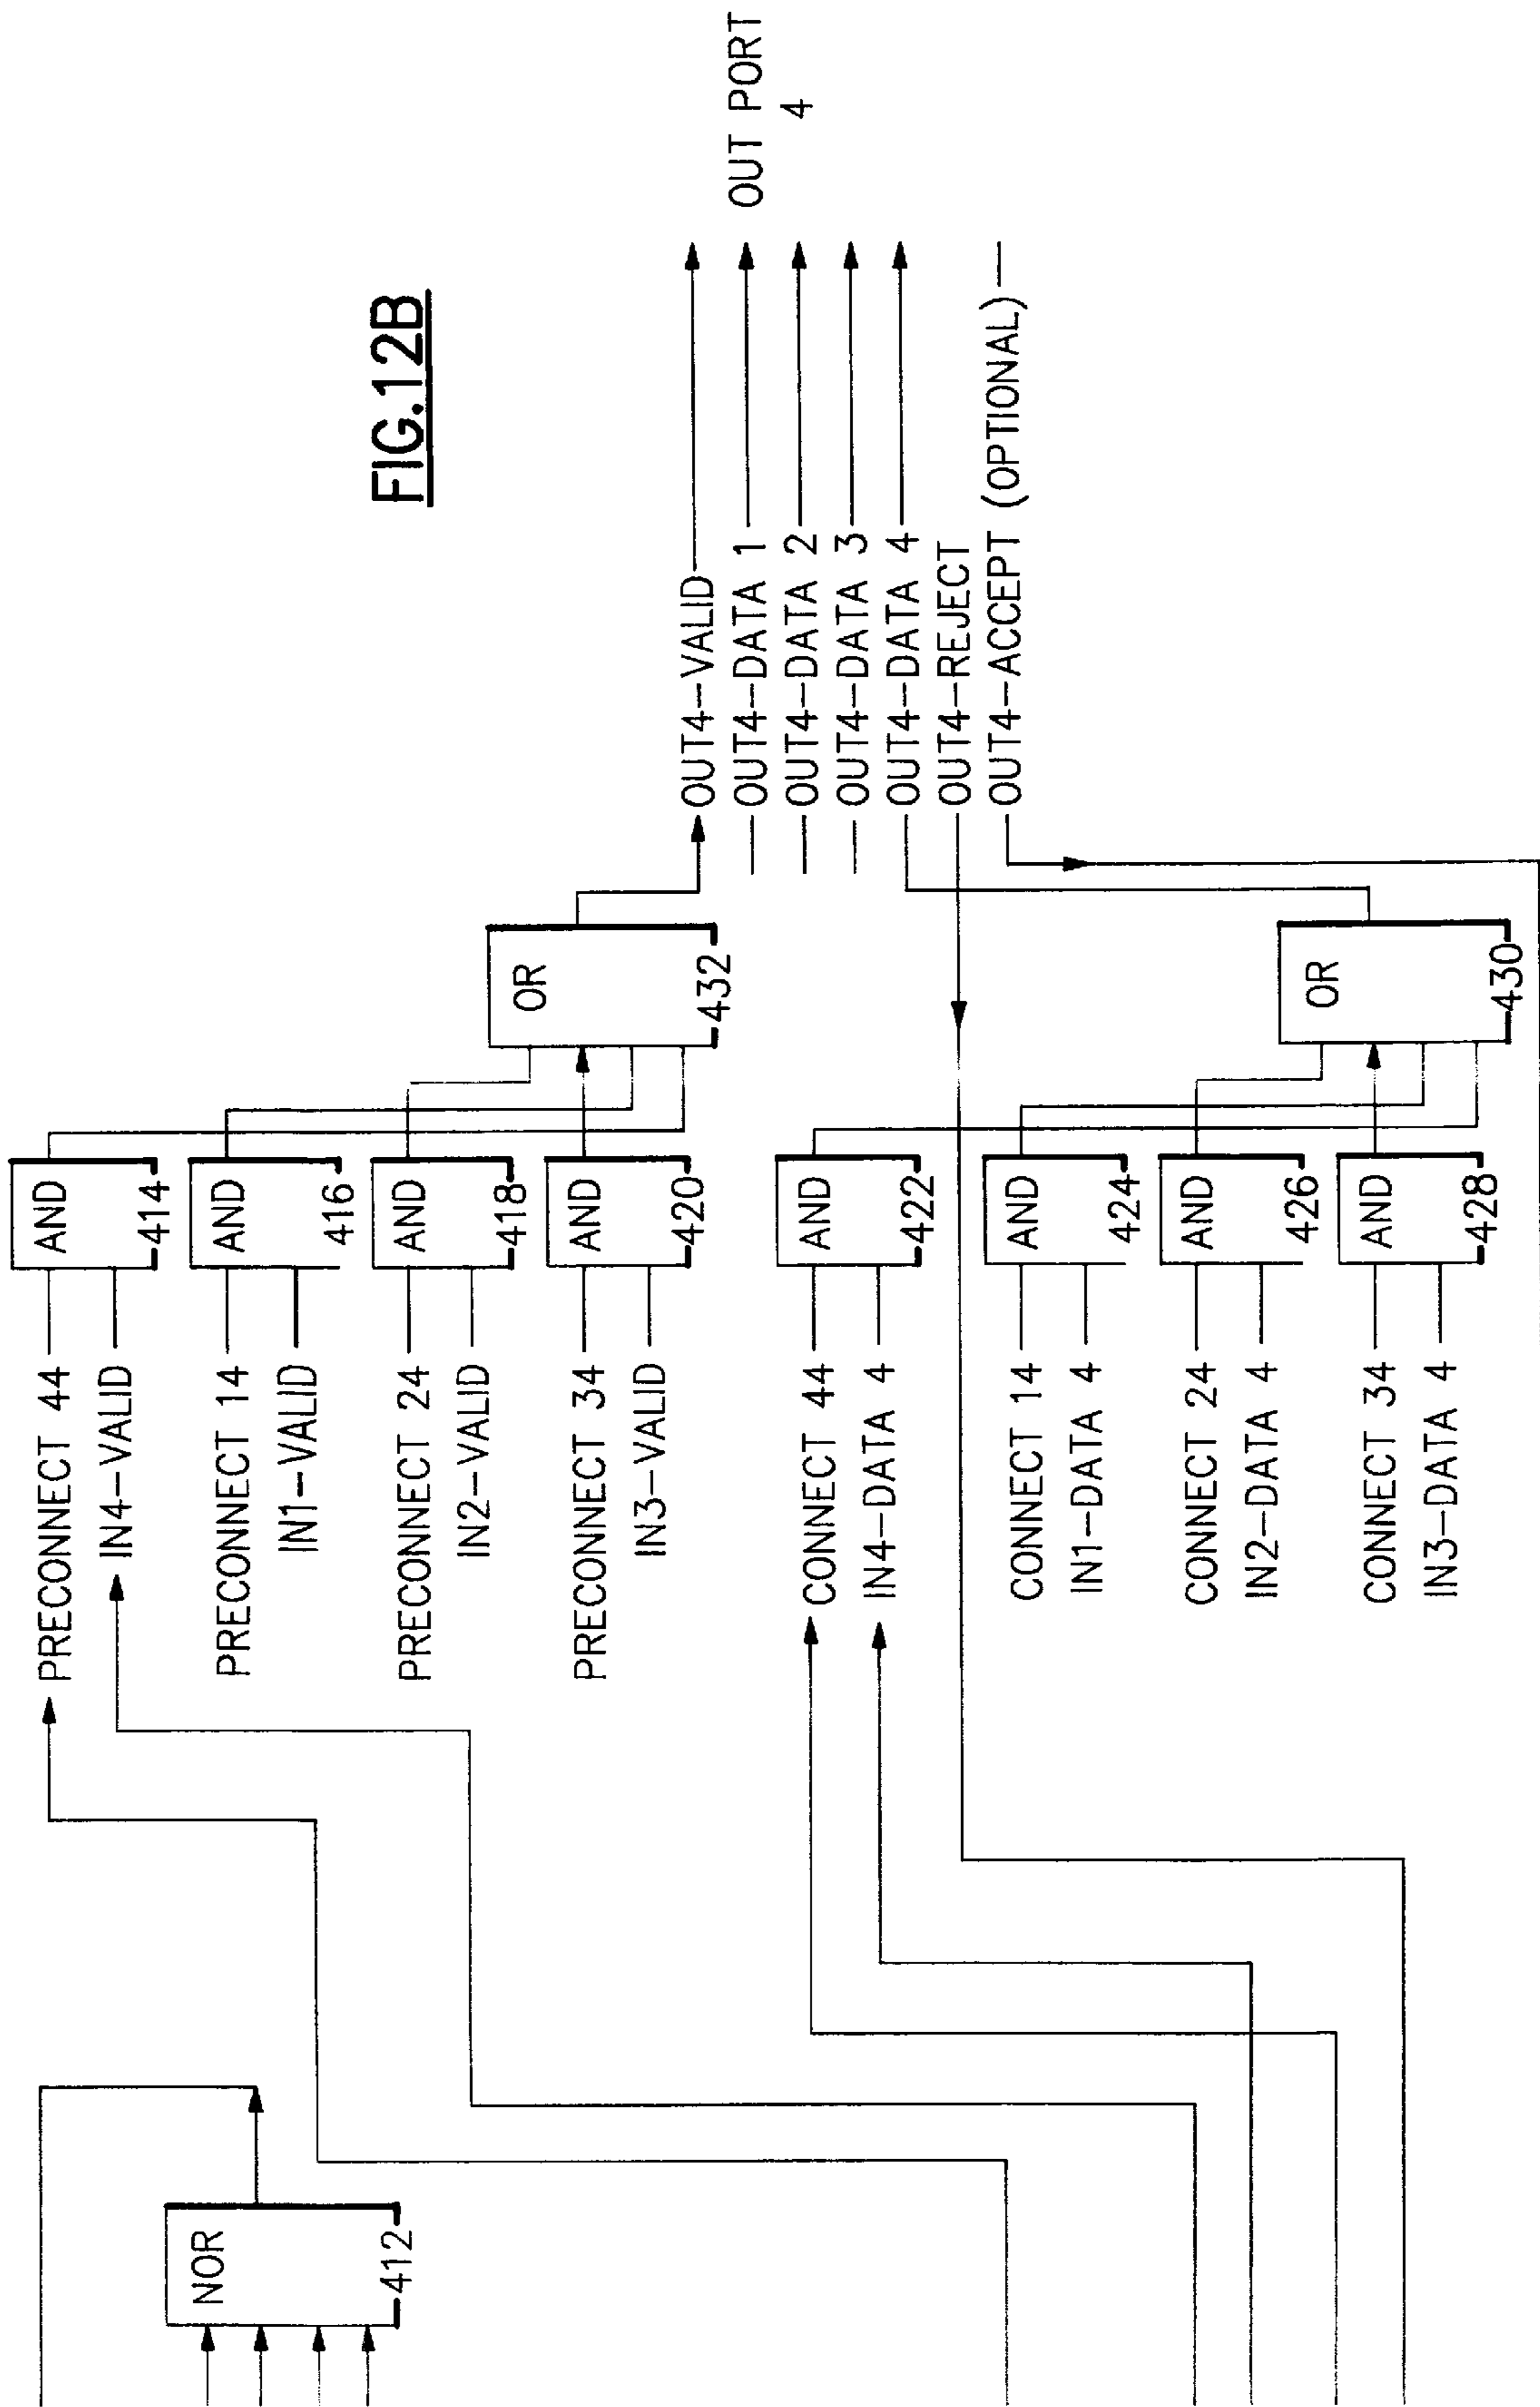 FIG.12B
NOR
412
PRECONNECT 44
IN4-VALID
AND
414
PRECONNECT 14
IN1-VALID
AND
416
PRECONNECT 24
IN2-VALID
AND
418
PRECONNECT 34
IN3-VALID
AND
420
OR
432
CONNECT 44
IN4-DATA 4
AND
422
CONNECT 14
IN1-DATA 4
AND
424
CONNECT 24
IN2-DATA 4
AND
426
CONNECT 34
IN3-DATA 4
AND
428
OR
430
OUT4-VALID
OUT4-DATA 1
OUT4-DATA 2
OUT4-DATA 3
OUT4-DATA 4
OUT4-REJECT
OUT4-ACCEPT (OPTIONAL)
OUT PORT
4